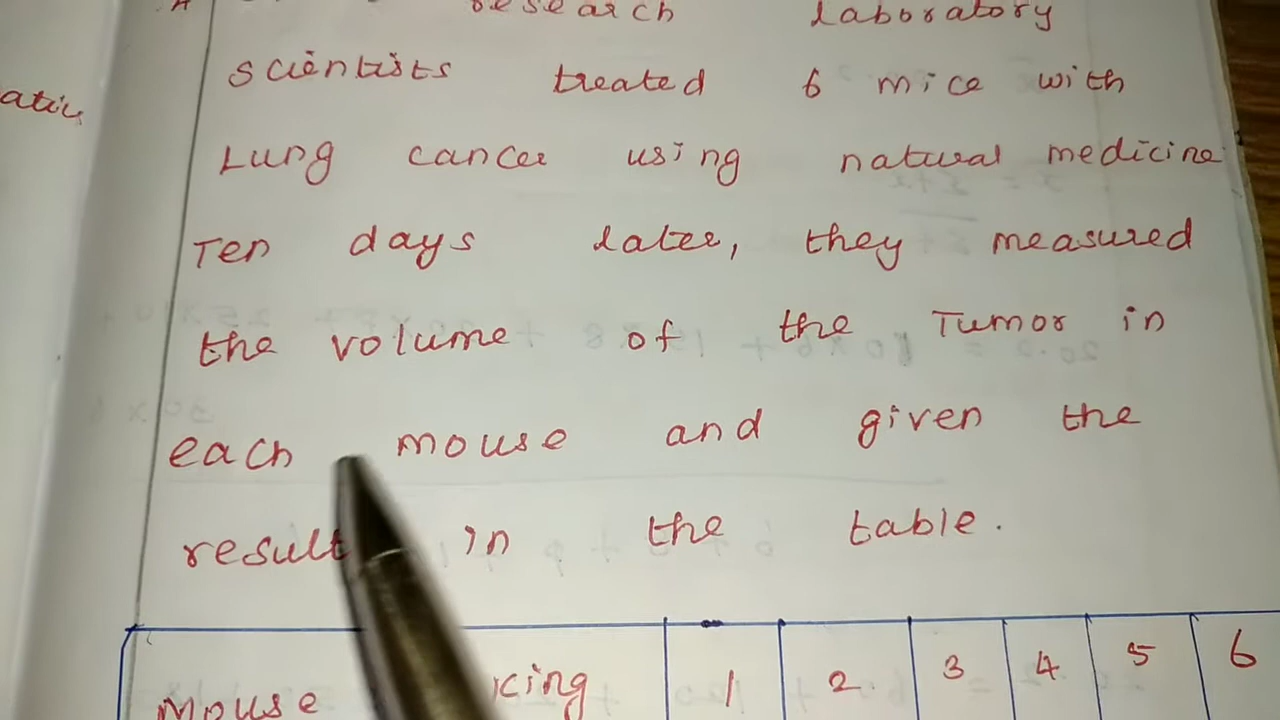 research laboratory
scientists treated 6 mice with
Lung cancer using natural medicine
Ten days later, they measured
the volume of the Tumor in
each mouse and given the
result in the table.
Mouse 1 2 3 4 5 6